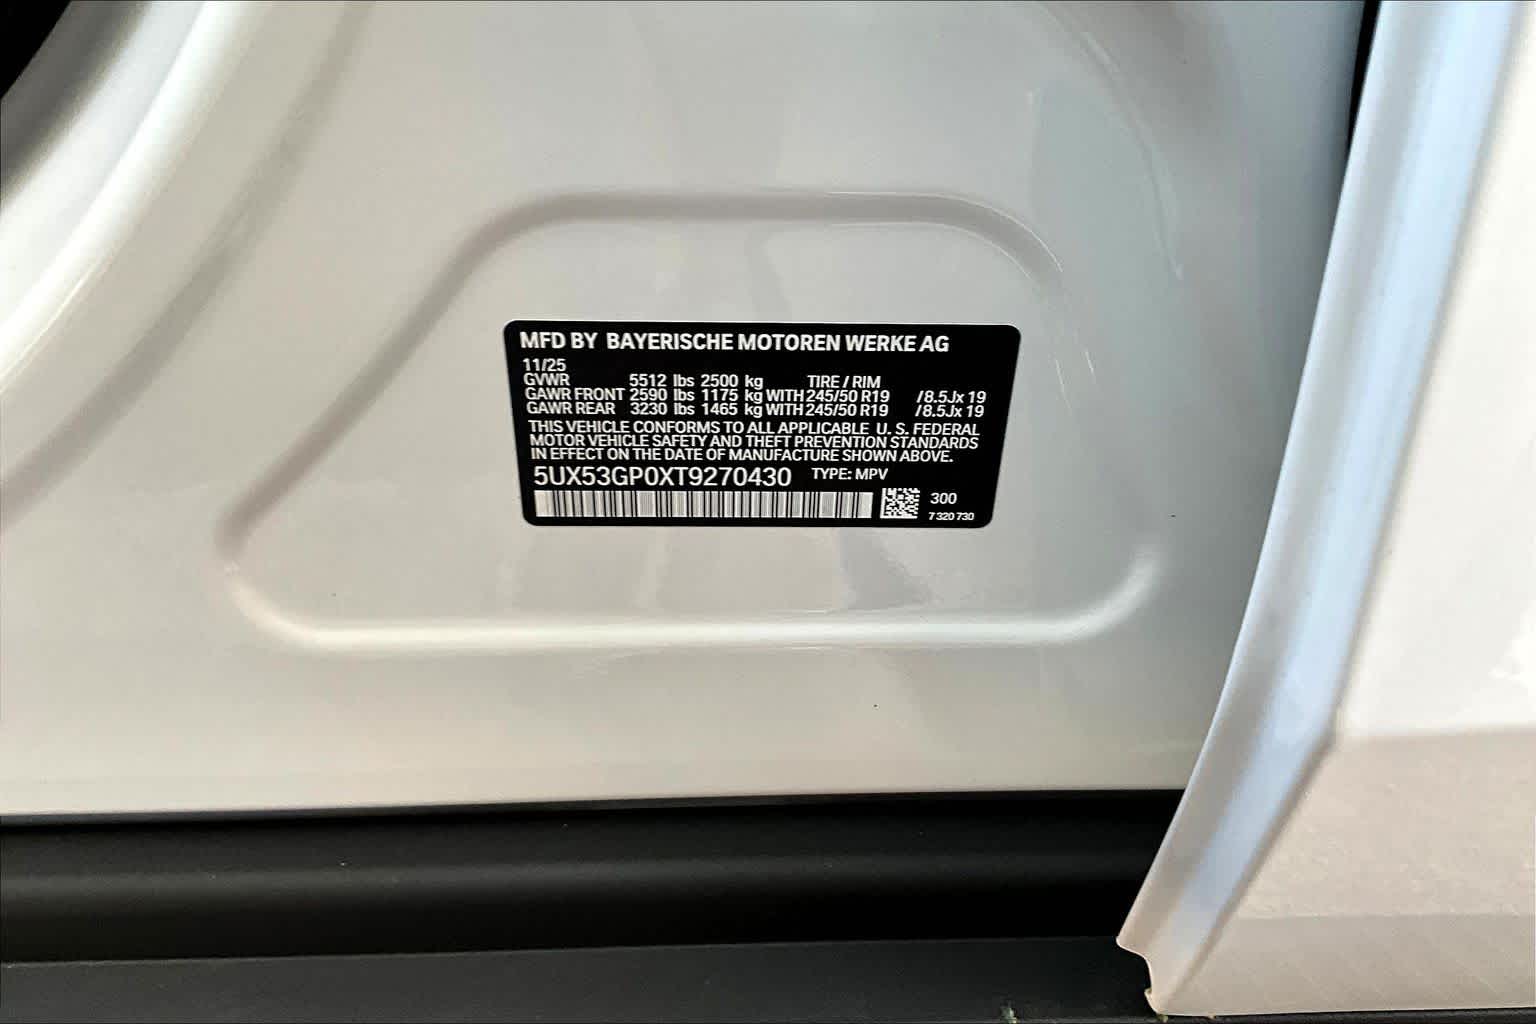 MFD BY BAYERISCHE MOTOREN WERKE AG
11/25
GVWR 5512 lbs 2500 kg TIRE / RIM
GAWR FRONT 2590 lbs 1175 kg WITH 245/50 R19 / 8.5Jx 19
GAWR REAR 3230 lbs 1465 kg WITH 245/50 R19 / 8.5Jx 19
THIS VEHICLE CONFORMS TO ALL APPLICABLE U. S. FEDERAL
MOTOR VEHICLE SAFETY AND THEFT PREVENTION STANDARDS
IN EFFECT ON THE DATE OF MANUFACTURE SHOWN ABOVE.
5UX53GP0XT9270430 TYPE: MPV
300
7 320 730